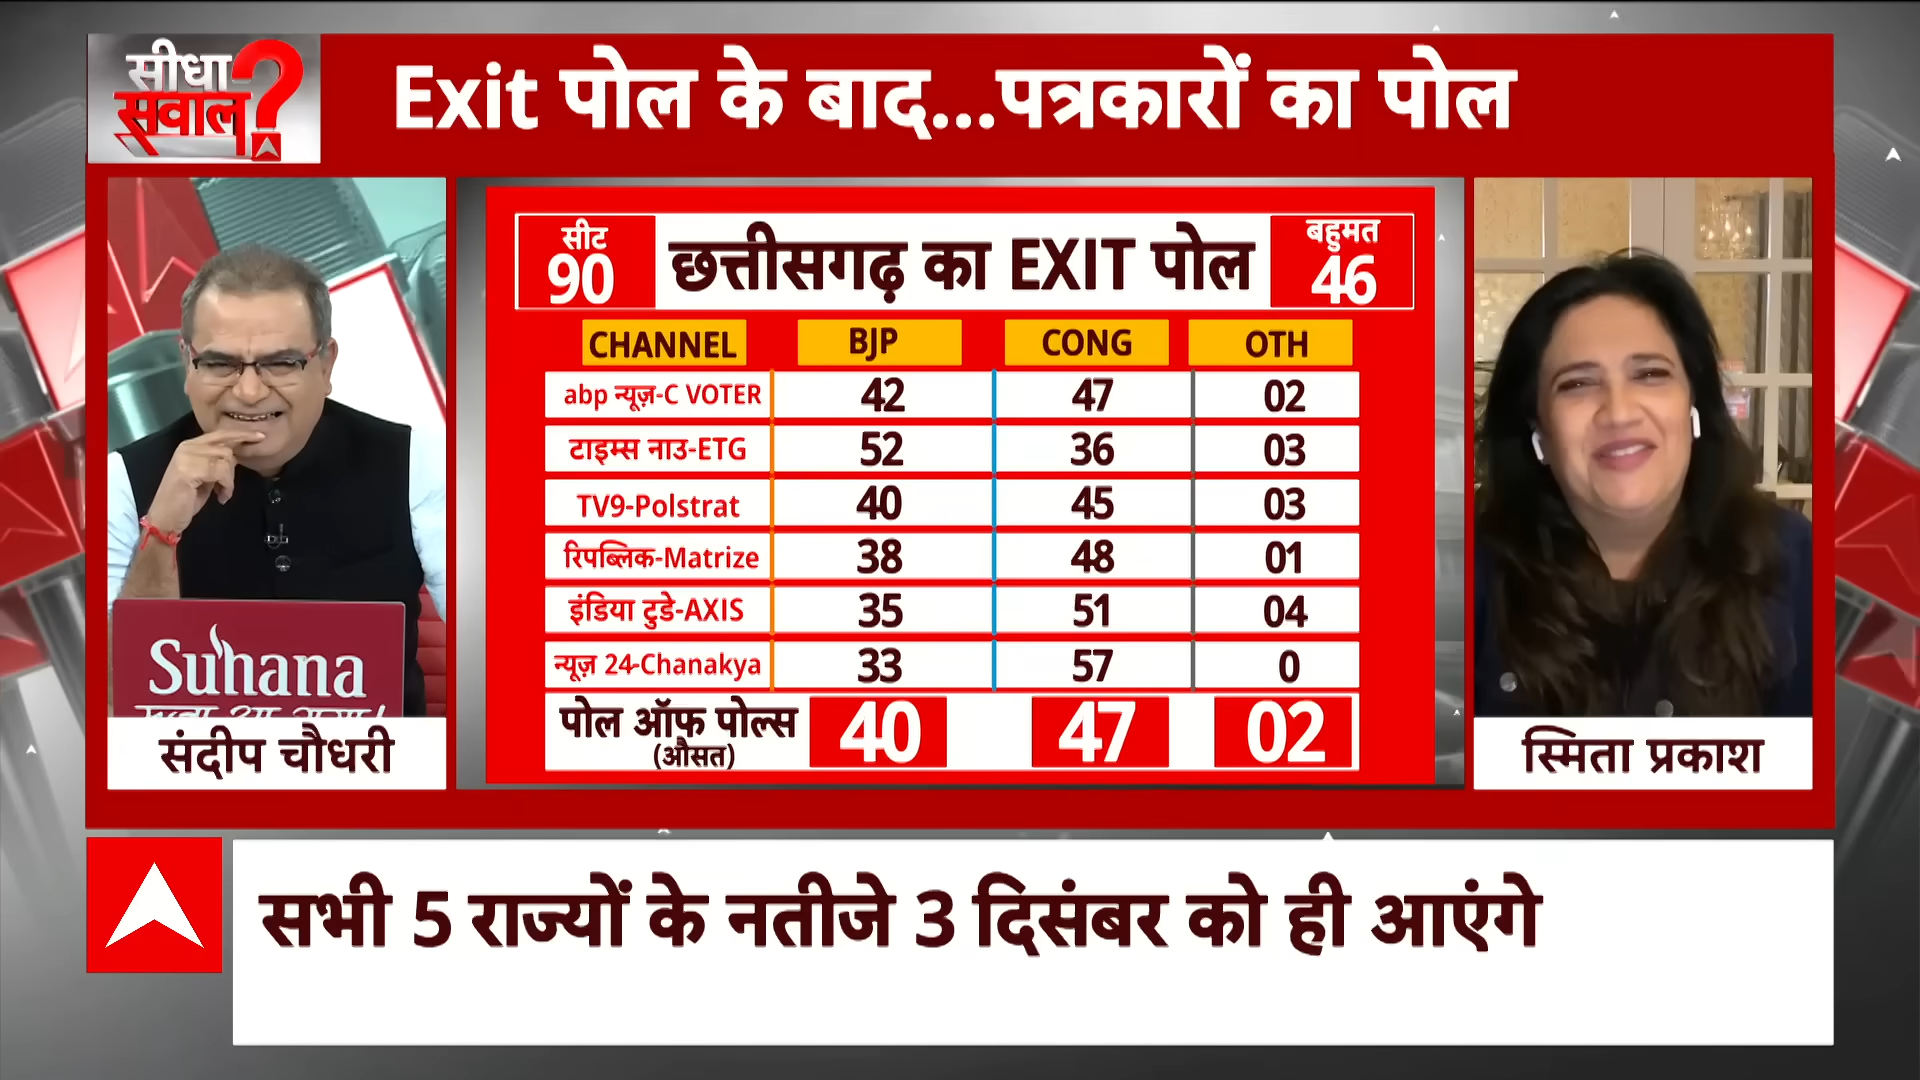 सीधा
सवाल?
Exit पोल के बाद...पत्रकारों का पोल
सीट
90
छत्तीसगढ़ का EXIT पोल
बहुमत
46
CHANNEL BJP CONG OTH
abp न्यूज़-C VOTER 42 47 02
टाइम्स नाउ-ETG 52 36 03
TV9-Polstrat 40 45 03
रिपब्लिक-Matrize 38 48 01
इंडिया टुडे-AXIS 35 51 04
न्यूज़ 24-Chanakya 33 57 0
पोल ऑफ पोल्स 40 47 02
(औसत)
Suhana
संदीप चौधरी
स्मिता प्रकाश
सभी 5 राज्यों के नतीजे 3 दिसंबर को ही आएंगे